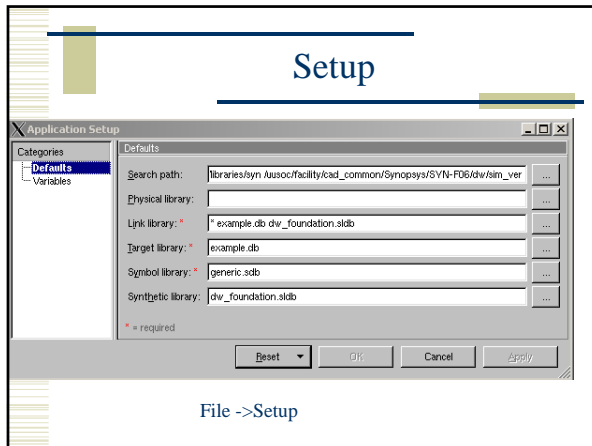 Setup
Application Setup
Categories
Defaults
Variables
Defaults
Search path: /libraries/syn /uusoc/facility/cad_common/Synopsys/SYN-F06/dw/sim_ver ...
Physical library: ...
Link library: * * example.db dw_foundation.sldb ...
Target library: * example.db ...
Symbol library: * generic.sdb ...
Synthetic library: dw_foundation.sldb ...
* = required
Reset OK Cancel Apply
File ->Setup